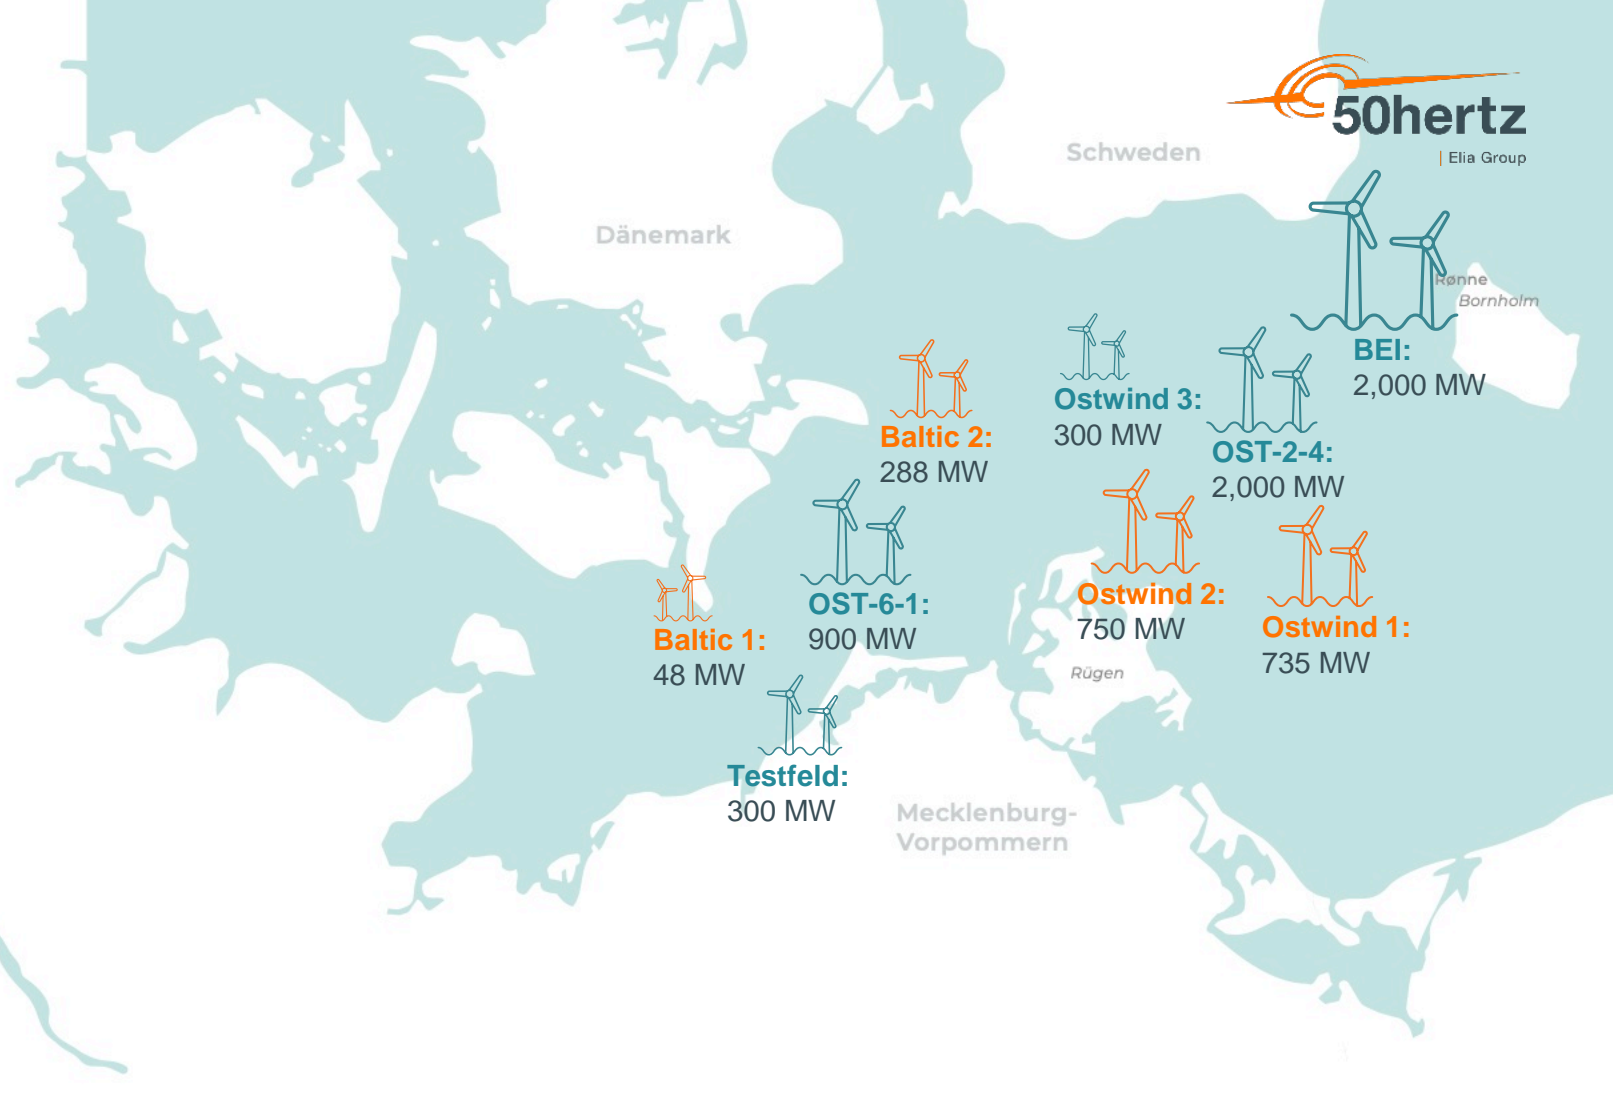 50hertz
| Elia Group
Schweden
Dänemark
Rønne
Bornholm
BEI:
2,000 MW
Ostwind 3:
300 MW
Baltic 2:
288 MW
OST-2-4:
2,000 MW
Ostwind 2:
750 MW
OST-6-1:
900 MW
Ostwind 1:
735 MW
Baltic 1:
48 MW
Rügen
Testfeld:
300 MW
Mecklenburg-
Vorpommern